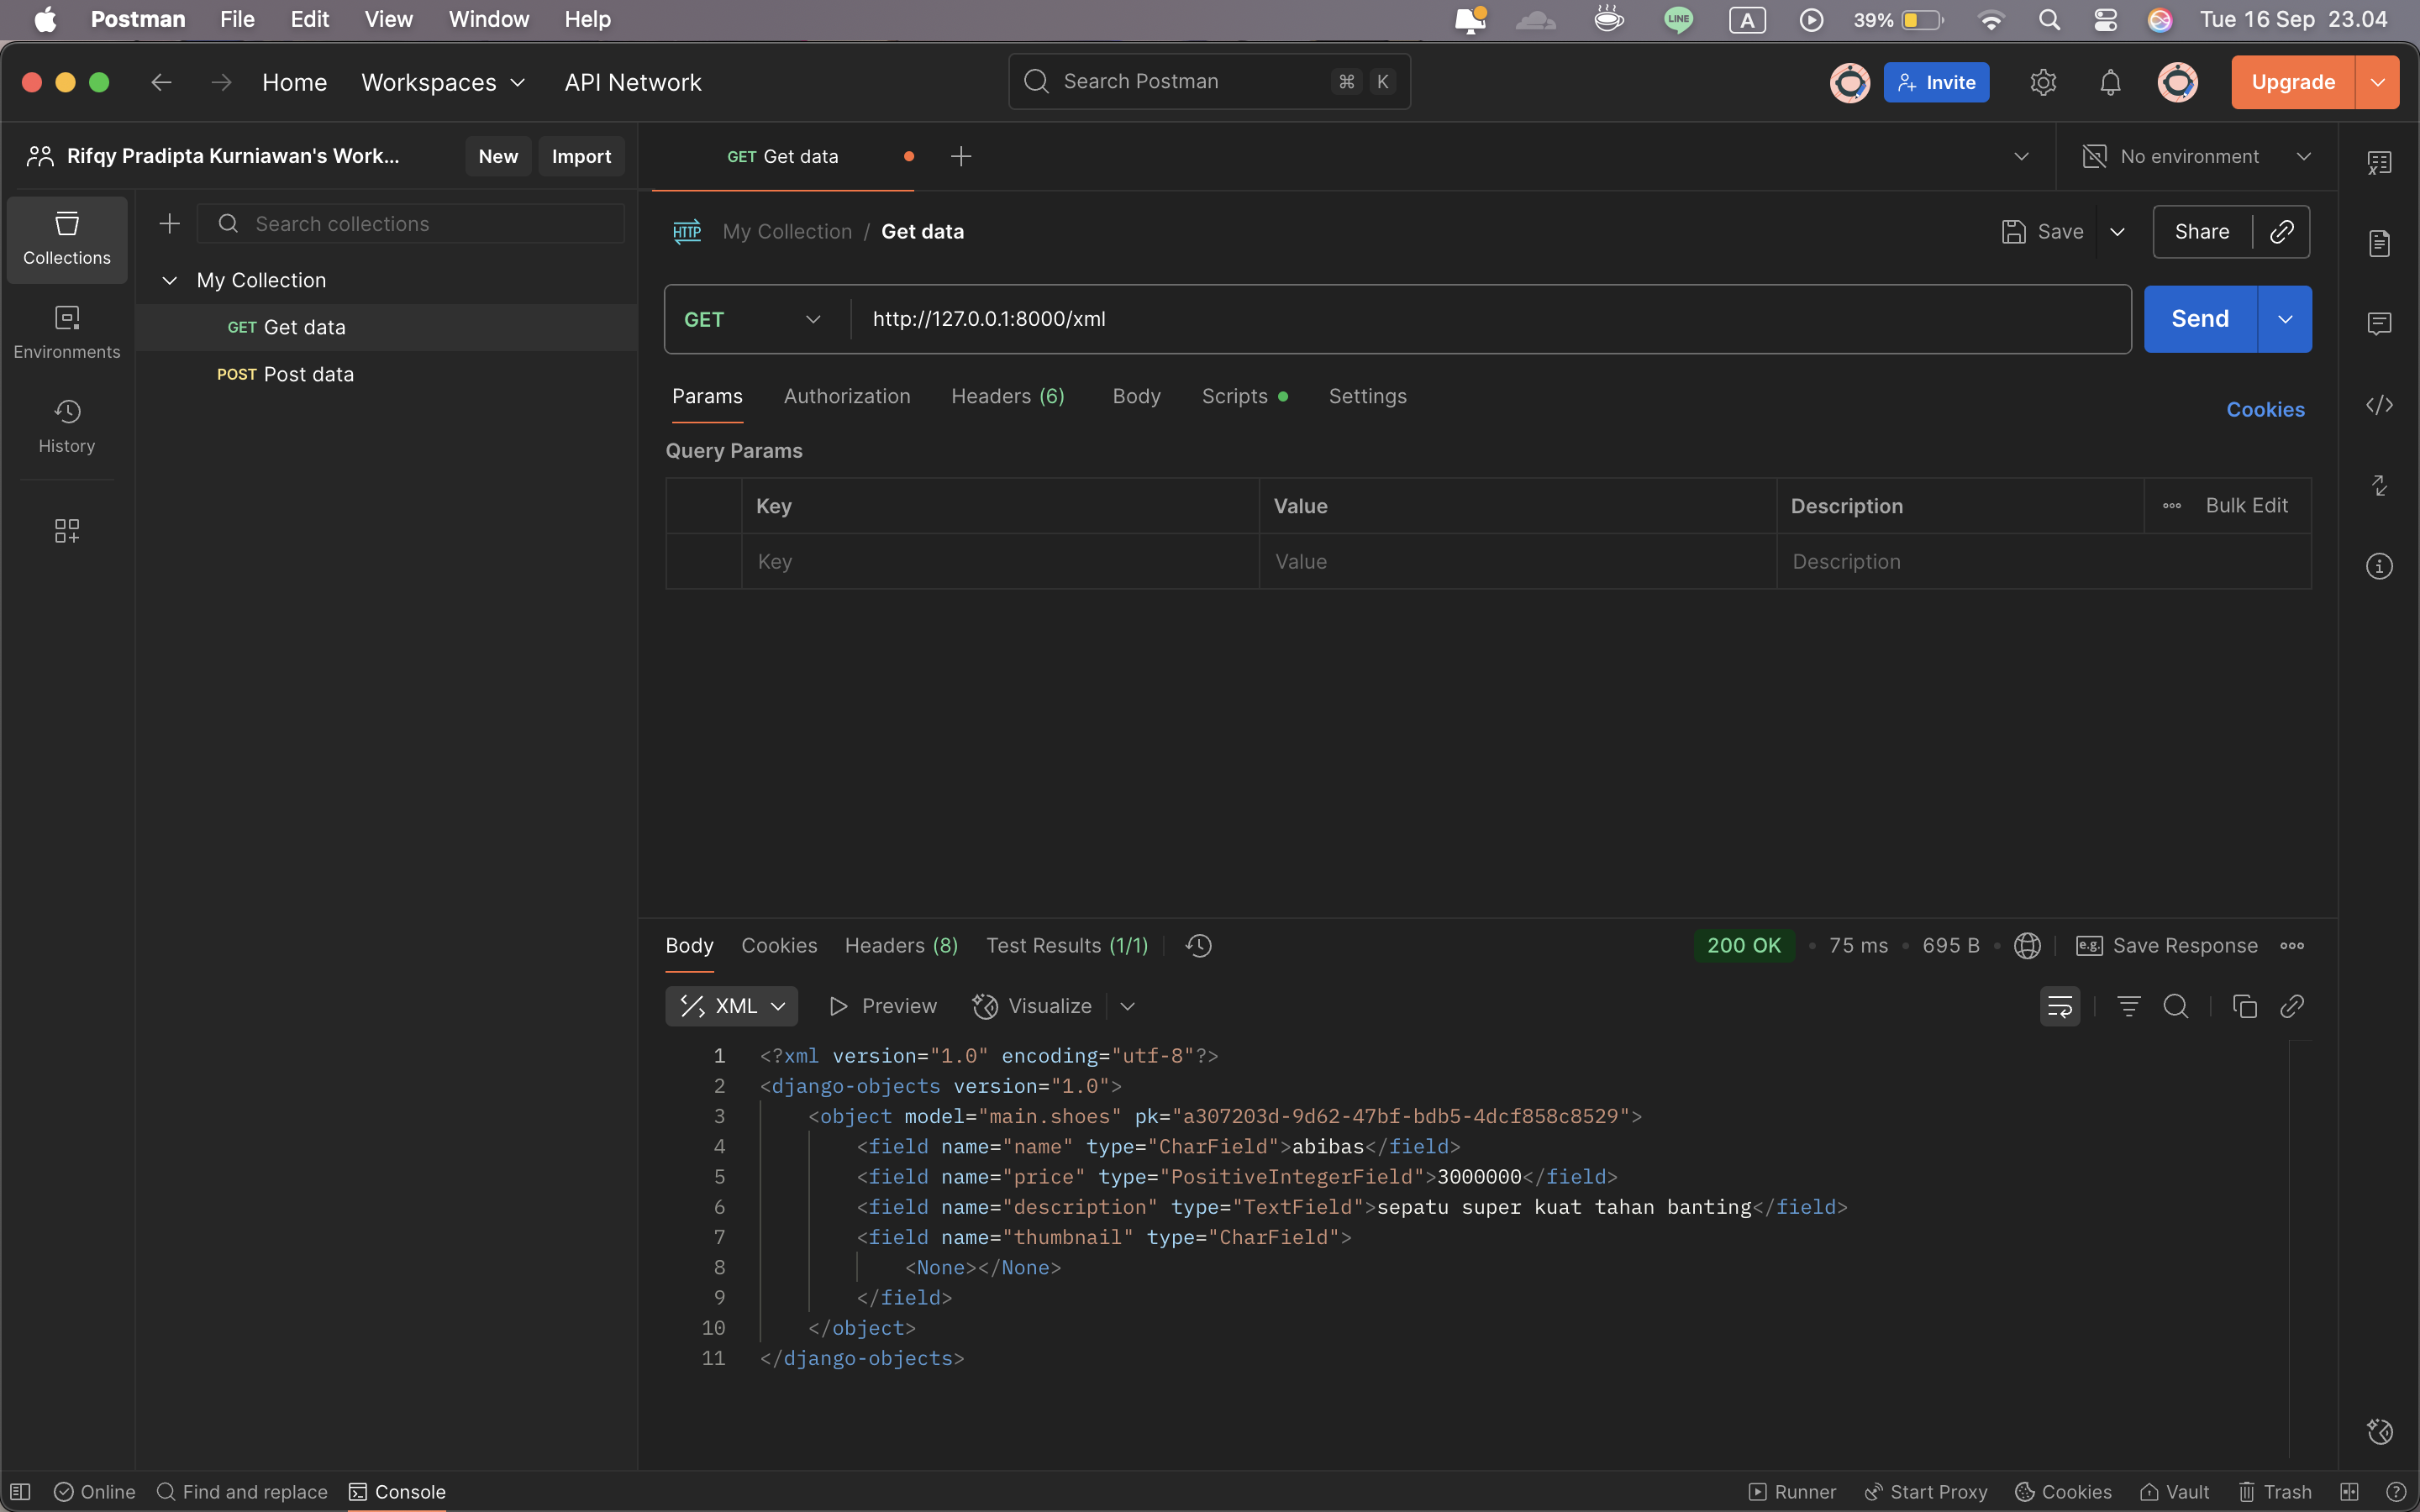 Postman File Edit View Window Help LINE A 39% Tue 16 Sep 23.04
Home Workspaces API Network Search Postman ⌘ K Invite Upgrade
Rifqy Pradipta Kurniawan's Work... New Import GET Get data No environment
Collections
Search collections
HTTP My Collection / Get data Save Share
My Collection
GET Get data
POST Post data
Environments
History
GET http://127.0.0.1:8000/xml Send
Params Authorization Headers (6) Body Scripts Settings Cookies
Query Params
Key Value Description Bulk Edit
Key Value Description
Body Cookies Headers (8) Test Results (1/1) 200 OK • 75 ms • 695 B • e.g. Save Response
XML Preview Visualize
1 <?xml version="1.0" encoding="utf-8"?>
2 <django-objects version="1.0">
3 <object model="main.shoes" pk="a307203d-9d62-47bf-bdb5-4dcf858c8529">
4 <field name="name" type="CharField">abibas</field>
5 <field name="price" type="PositiveIntegerField">3000000</field>
6 <field name="description" type="TextField">sepatu super kuat tahan banting</field>
7 <field name="thumbnail" type="CharField">
8 <None></None>
9 </field>
10 </object>
11 </django-objects>
Online Find and replace Console Runner Start Proxy Cookies Vault Trash